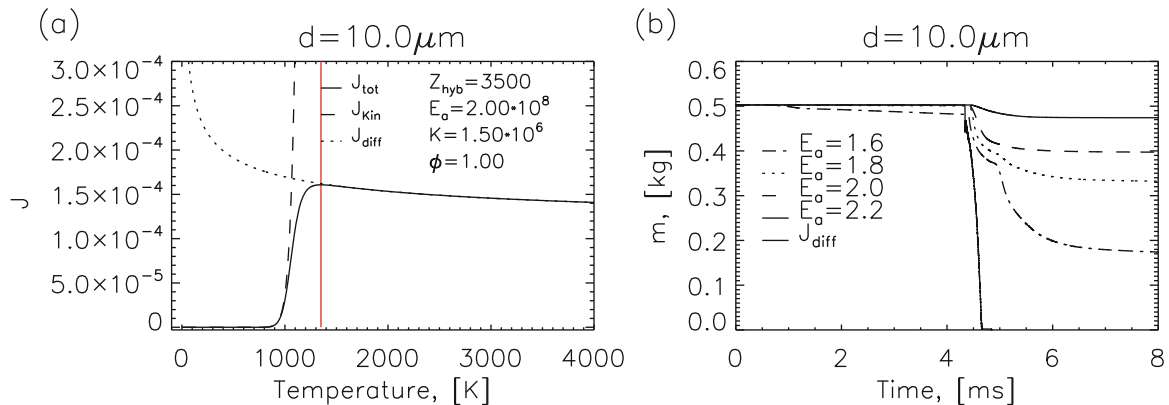 (a)
d=10.0μm
3.0×10⁻⁴
2.5×10⁻⁴
2.0×10⁻⁴
1.5×10⁻⁴
1.0×10⁻⁴
5.0×10⁻⁵
0
J
J_tot
J_Kin
J_diff
Z_hyb=3500
E_a=2.00*10⁸
K=1.50*10⁶
ϕ=1.00
0 1000 2000 3000 4000
Temperature, [K]
(b)
d=10.0μm
0.6
0.5
0.4
0.3
0.2
0.1
0.0
m, [kg]
E_a=1.6
E_a=1.8
E_a=2.0
E_a=2.2
J_diff
0 2 4 6 8
Time, [ms]